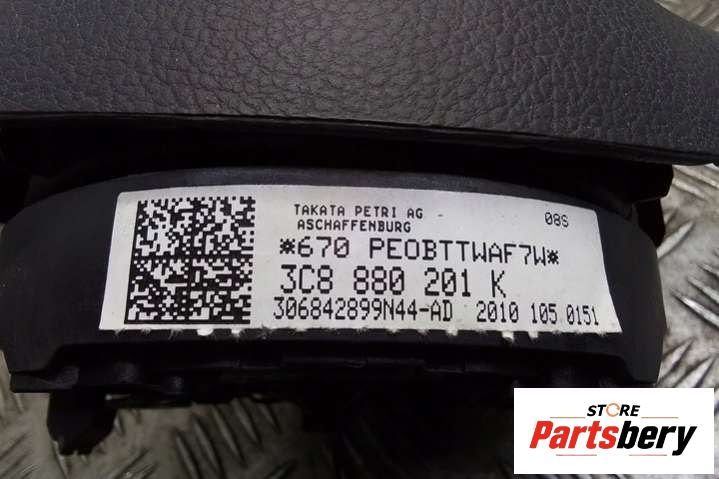 TAKATA PETRI AG - 08S
ASCHAFFENBURG
*670 PEOBTTWAF7W*
3C8 880 201 K
306842899N44-AD 2010 105 0151
STORE
Partsbery